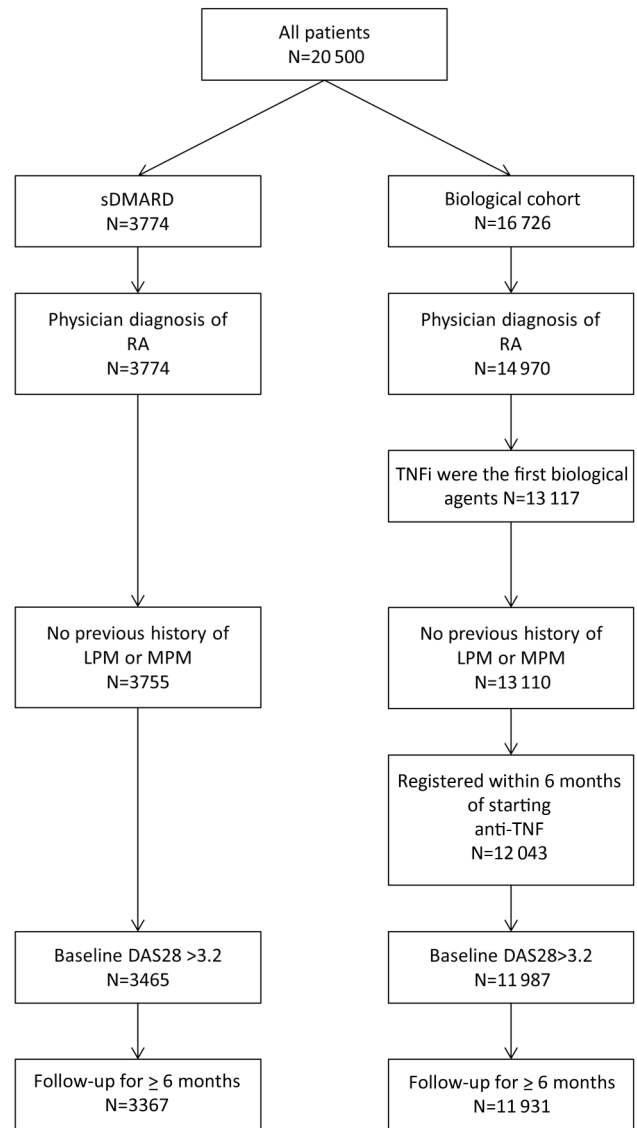 All patients
N=20 500
sDMARD
N=3774
Biological cohort
N=16 726
Physician diagnosis of
RA
N=3774
Physician diagnosis of
RA
N=14 970
TNFi were the first biological
agents N=13 117
No previous history of
LPM or MPM
N=3755
No previous history of
LPM or MPM
N=13 110
Registered within 6 months
of starting
anti-TNF
N=12 043
Baseline DAS28 >3.2
N=3465
Baseline DAS28>3.2
N=11 987
Follow-up for ≥ 6 months
N=3367
Follow-up for ≥ 6 months
N=11 931